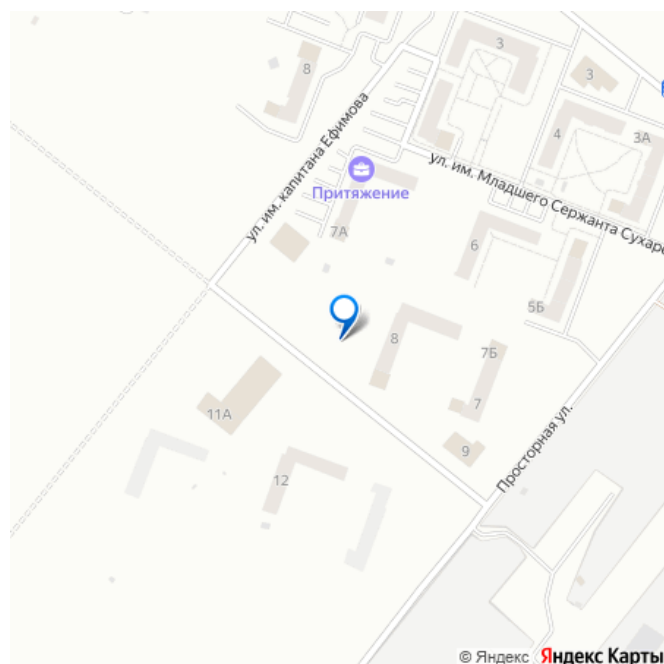 3
8
3
ул. им. капитана Ефимова
4
3А
ул. им. Младшего Сержанта Сухаре
Притяжение
7А
6
5Б
8
7Б
11А
7
Просторная ул.
9
12
© Яндекс Яндекс Карты